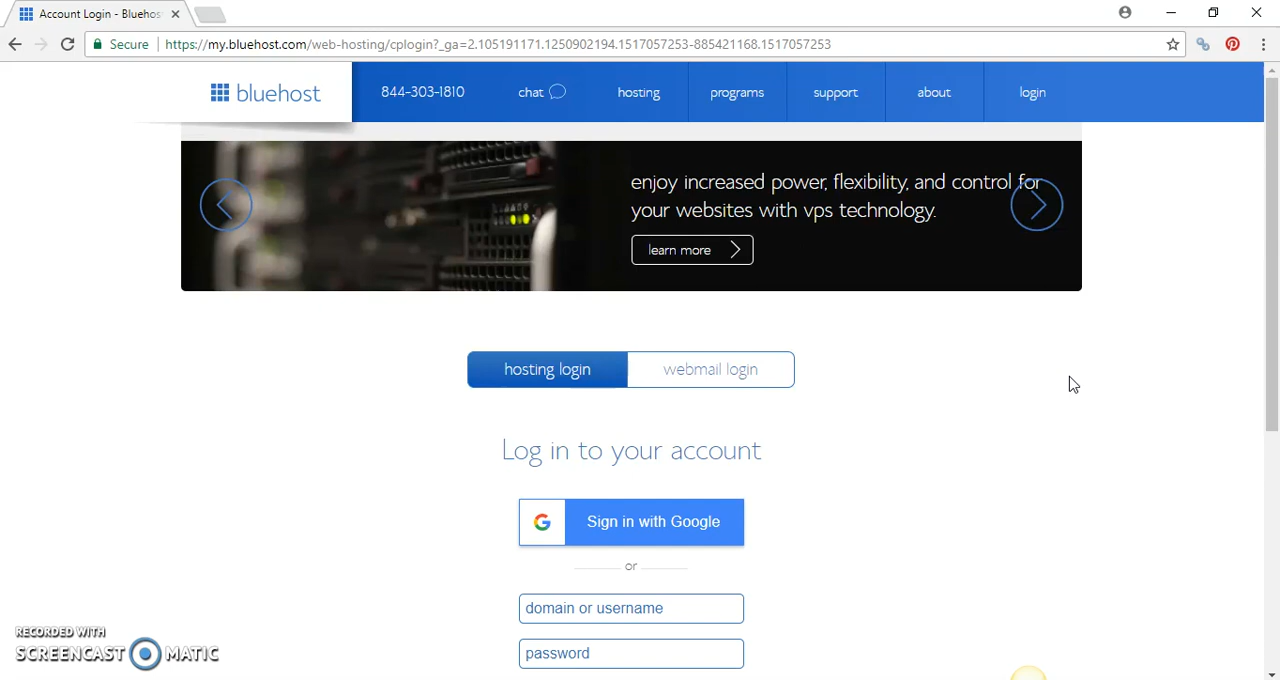 Account Login - Bluehos
Secure
https://my.bluehost.com/web-hosting/cplogin?_ga=2.105191171.1250902194.1517057253-885421168.1517057253
bluehost
844-303-1810
chat
hosting
programs
support
about
login
enjoy increased power, flexibility, and control for
your websites with vps technology.
learn more
hosting login
webmail login
Log in to your account
Sign in with Google
or
domain or username
password
RECORDED WITH
SCREENCAST MATIC